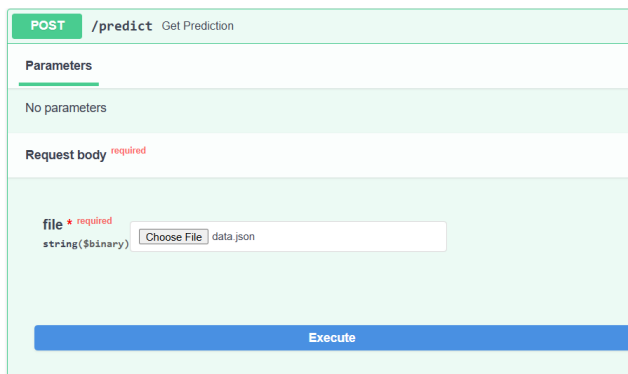 POST /predict Get Prediction
Parameters
No parameters
Request body required
file * required
string($binary) Choose File data.json
Execute